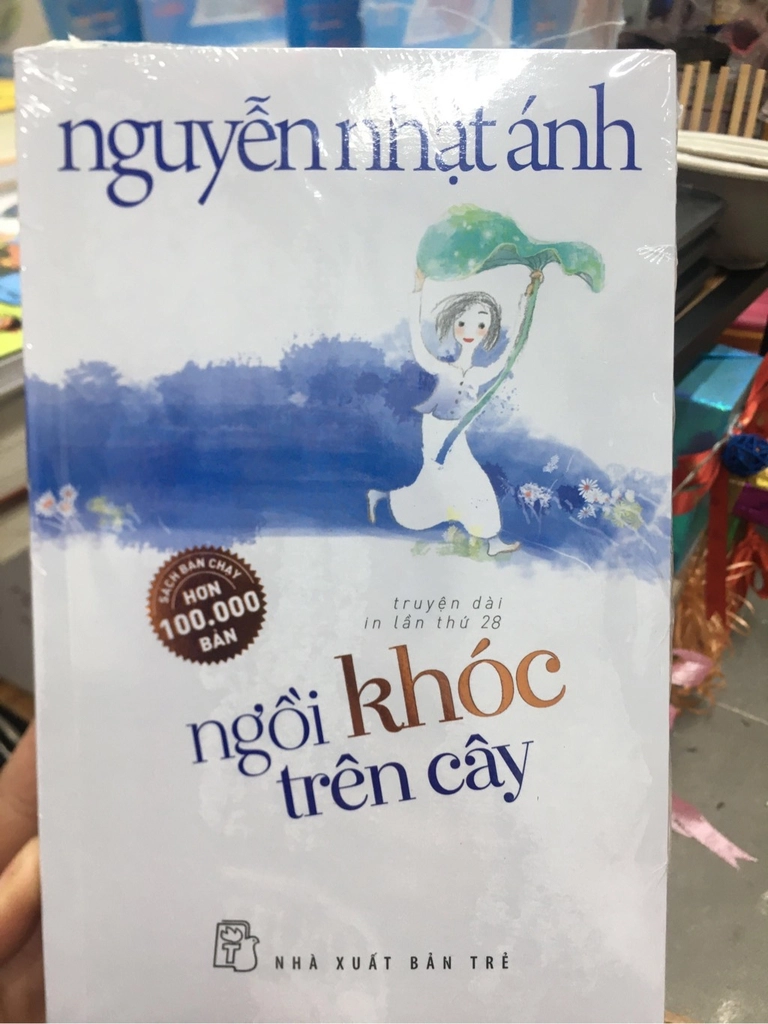 nguyễn nhật ánh
SÁCH BÁN CHẠY
HƠN
100.000
BẢN
truyện dài
in lần thứ 28
ngồi khóc
trên cây
T
NHÀ XUẤT BẢN TRẺ